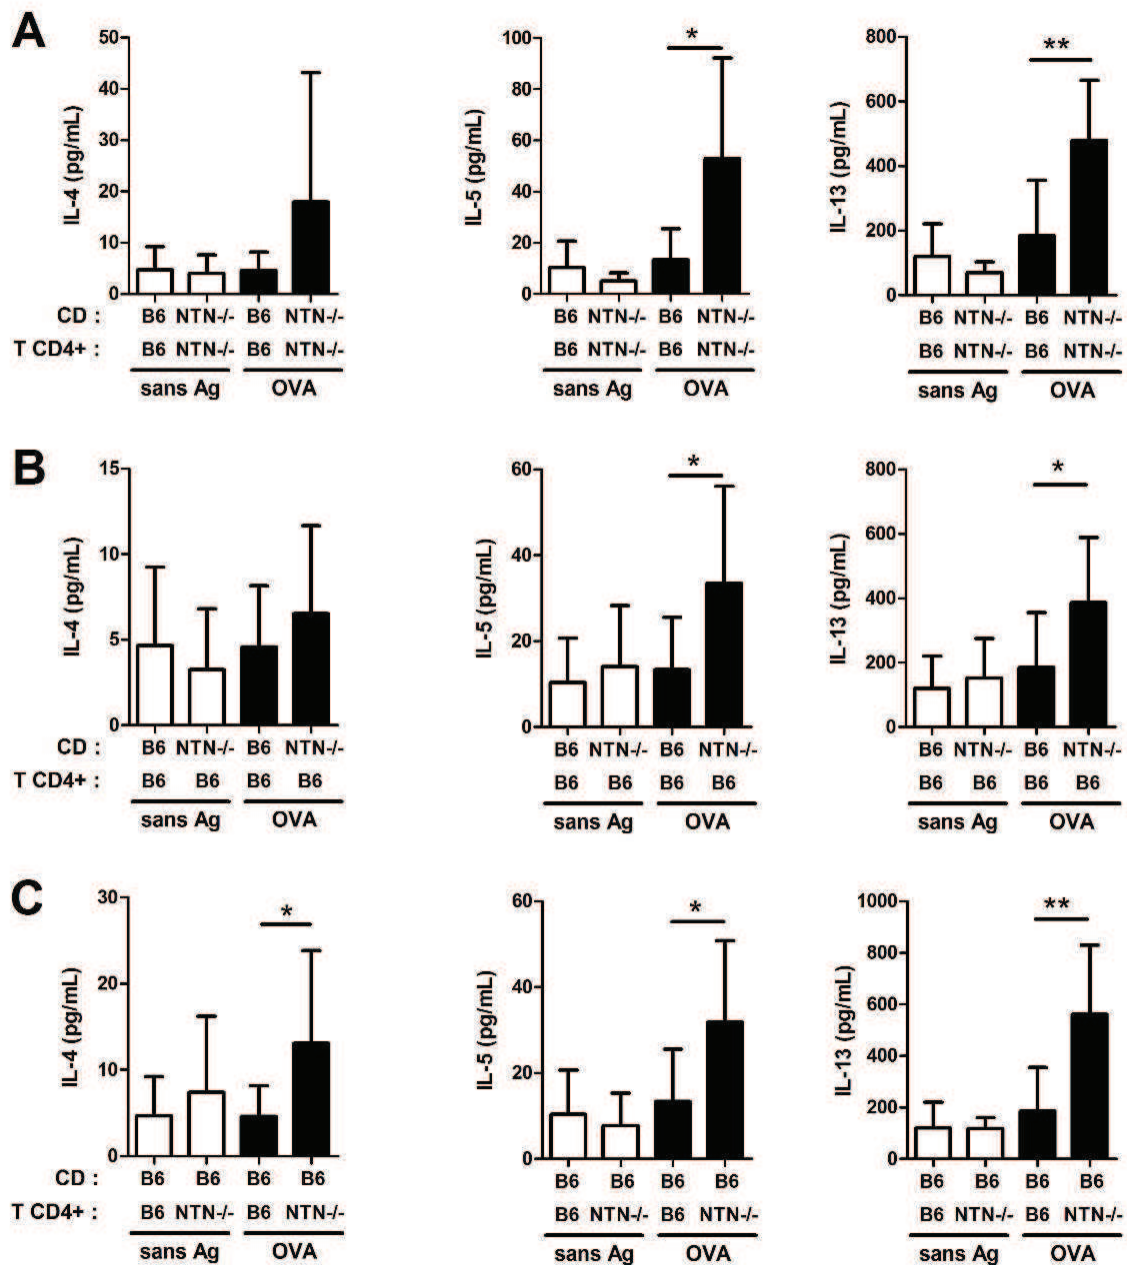 A
IL-4 (pg/mL)
50
40
30
20
10
0
CD : B6 NTN-/- B6 NTN-/-
T CD4+ : B6 NTN-/- B6 NTN-/-
sans Ag OVA
IL-5 (pg/mL)
100
80
60
40
20
0
*
B6 NTN-/- B6 NTN-/-
B6 NTN-/- B6 NTN-/-
sans Ag OVA
IL-13 (pg/mL)
800
600
400
200
0
**
B6 NTN-/- B6 NTN-/-
B6 NTN-/- B6 NTN-/-
sans Ag OVA
B
IL-4 (pg/mL)
15
10
5
0
CD : B6 NTN-/- B6 NTN-/-
T CD4+ : B6 B6 B6 B6
sans Ag OVA
IL-5 (pg/mL)
60
40
20
0
*
B6 NTN-/- B6 NTN-/-
B6 B6 B6 B6
sans Ag OVA
IL-13 (pg/mL)
800
600
400
200
0
*
B6 NTN-/- B6 NTN-/-
B6 B6 B6 B6
sans Ag OVA
C
IL-4 (pg/mL)
30
20
10
0
*
CD : B6 B6 B6 B6
T CD4+ : B6 NTN-/- B6 NTN-/-
sans Ag OVA
IL-5 (pg/mL)
60
40
20
0
*
B6 B6 B6 B6
B6 NTN-/- B6 NTN-/-
sans Ag OVA
IL-13 (pg/mL)
1000
800
600
400
200
0
**
B6 B6 B6 B6
B6 NTN-/- B6 NTN-/-
sans Ag OVA